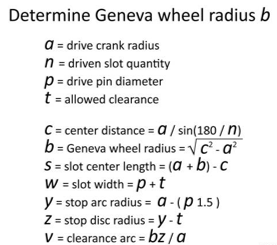 Determine Geneva wheel radius b
a = drive crank radius
n = driven slot quantity
p = drive pin diameter
t = allowed clearance
C = center distance = a / sin(180 / n)
b = Geneva wheel radius = √c² - a²
S = slot center length = (a + b) - C
W = slot width = p + t
y = stop arc radius = a - ( p 1.5 )
Z = stop disc radius = y - t
V = clearance arc = bz / a